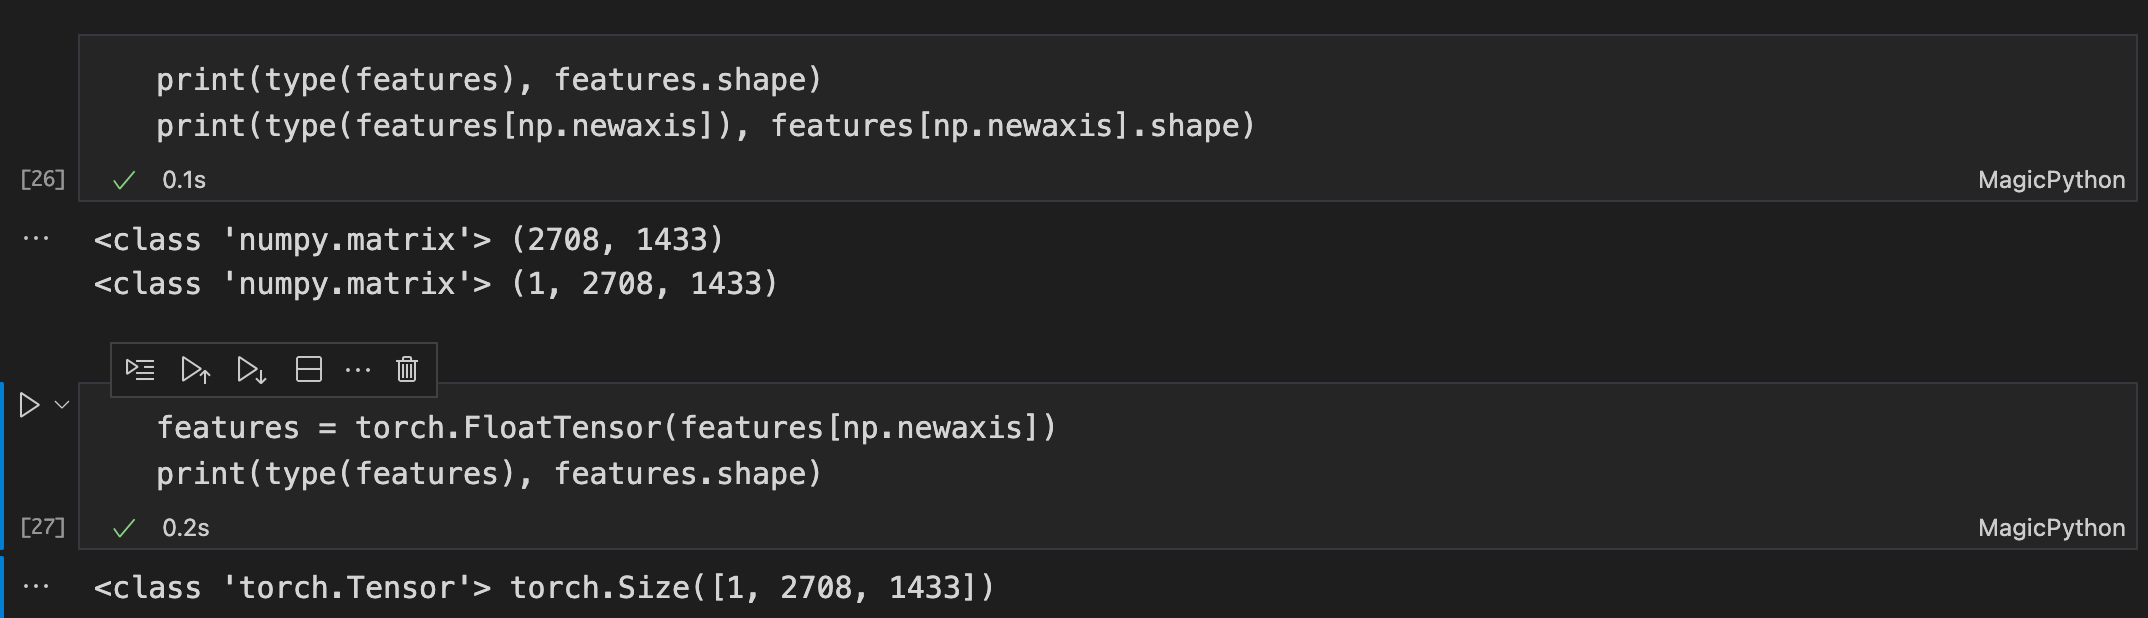 print(type(features), features.shape)
print(type(features[np.newaxis]), features[np.newaxis].shape)
[26] 0.1s MagicPython
<class 'numpy.matrix'> (2708, 1433)
<class 'numpy.matrix'> (1, 2708, 1433)
features = torch.FloatTensor(features[np.newaxis])
print(type(features), features.shape)
[27] 0.2s MagicPython
<class 'torch.Tensor'> torch.Size([1, 2708, 1433])